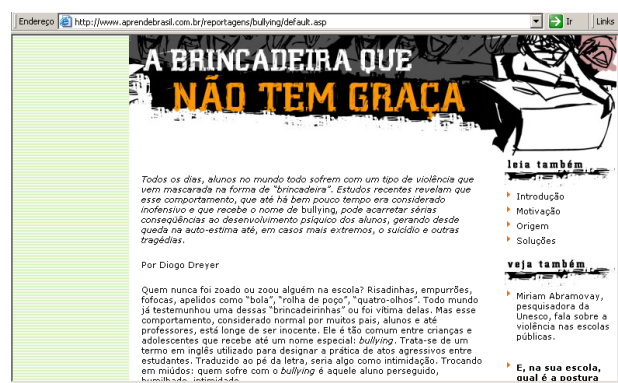 Endereço http://www.aprendebrasil.com.br/reportagens/bullying/default.asp Ir Links
A BRINCADEIRA QUE
NÃO TEM GRAÇA
Todos os dias, alunos no mundo todo sofrem com um tipo de violência que
vem mascarada na forma de "brincadeira". Estudos recentes revelam que
esse comportamento, que até há bem pouco tempo era considerado
inofensivo e que recebe o nome de bullying, pode acarretar sérias
conseqüências ao desenvolvimento psíquico dos alunos, gerando desde
queda na auto-estima até, em casos mais extremos, o suicídio e outras
tragédias.
Por Diogo Dreyer
Quem nunca foi zoado ou zoou alguém na escola? Risadinhas, empurrões,
fofocas, apelidos como "bola", "rolha de poço", "quatro-olhos". Todo mundo
já testemunhou uma dessas "brincadeirinhas" ou foi vítima delas. Mas esse
comportamento, considerado normal por muitos pais, alunos e até
professores, está longe de ser inocente. Ele é tão comum entre crianças e
adolescentes que recebe até um nome especial: bullying. Trata-se de um
termo em inglês utilizado para designar a prática de atos agressivos entre
estudantes. Traduzido ao pé da letra, seria algo como intimidação. Trocando
em miúdos: quem sofre com o bullying é aquele aluno perseguido,
humilhado, intimidado
leia também
Introdução
Motivação
Origem
Soluções
veja também
Miriam Abramovay,
pesquisadora da
Unesco, fala sobre a
violência nas escolas
públicas.
E, na sua escola,
qual é a postura